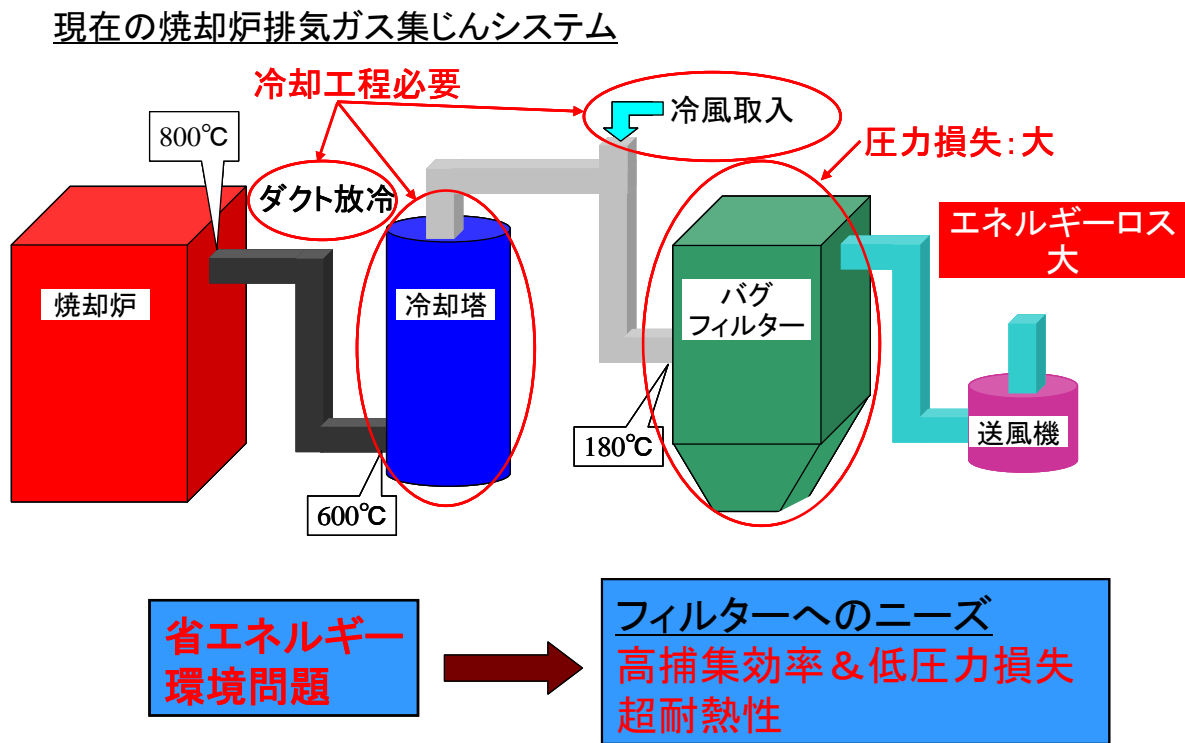 現在の焼却炉排気ガス集じんシステム
冷却工程必要
冷風取入
800℃
圧力損失:大
ダクト放冷
エネルギーロス
大
焼却炉
冷却塔
バグ
フィルター
180℃
送風機
600℃
省エネルギー
環境問題
フィルターへのニーズ
高捕集効率&低圧力損失
超耐熱性